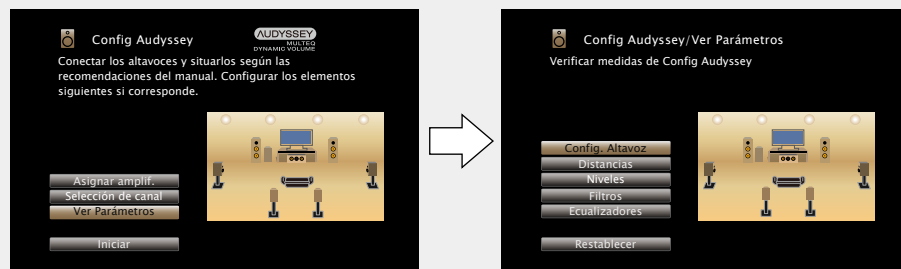 Config Audyssey
AUDYSSEY
MULTEQ
DYNAMIC VOLUME
Conectar los altavoces y situarlos según las
recomendaciones del manual. Configurar los elementos
siguientes si corresponde.
Asignar amplif.
Selección de canal
Ver Parámetros
Iniciar
Config Audyssey/Ver Parámetros
Verificar medidas de Config Audyssey
Config. Altavoz
Distancias
Niveles
Filtros
Ecualizadores
Restablecer